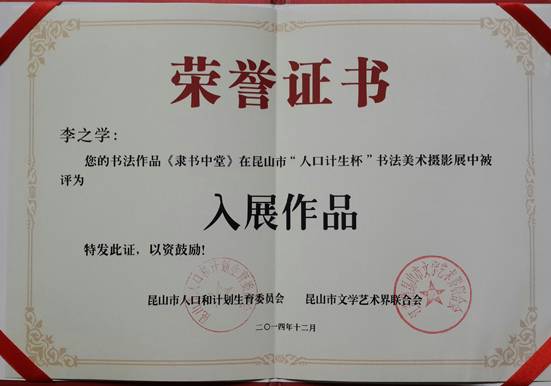 荣誉证书
李之学：
您的书法作品《隶书中堂》在昆山市“人口计生杯”书法美术摄影展中被
评为
入展作品
特发此证，以资鼓励！
昆山市人口和计划生育委员会 昆山市文学艺术界联合会
二〇一四年十二月